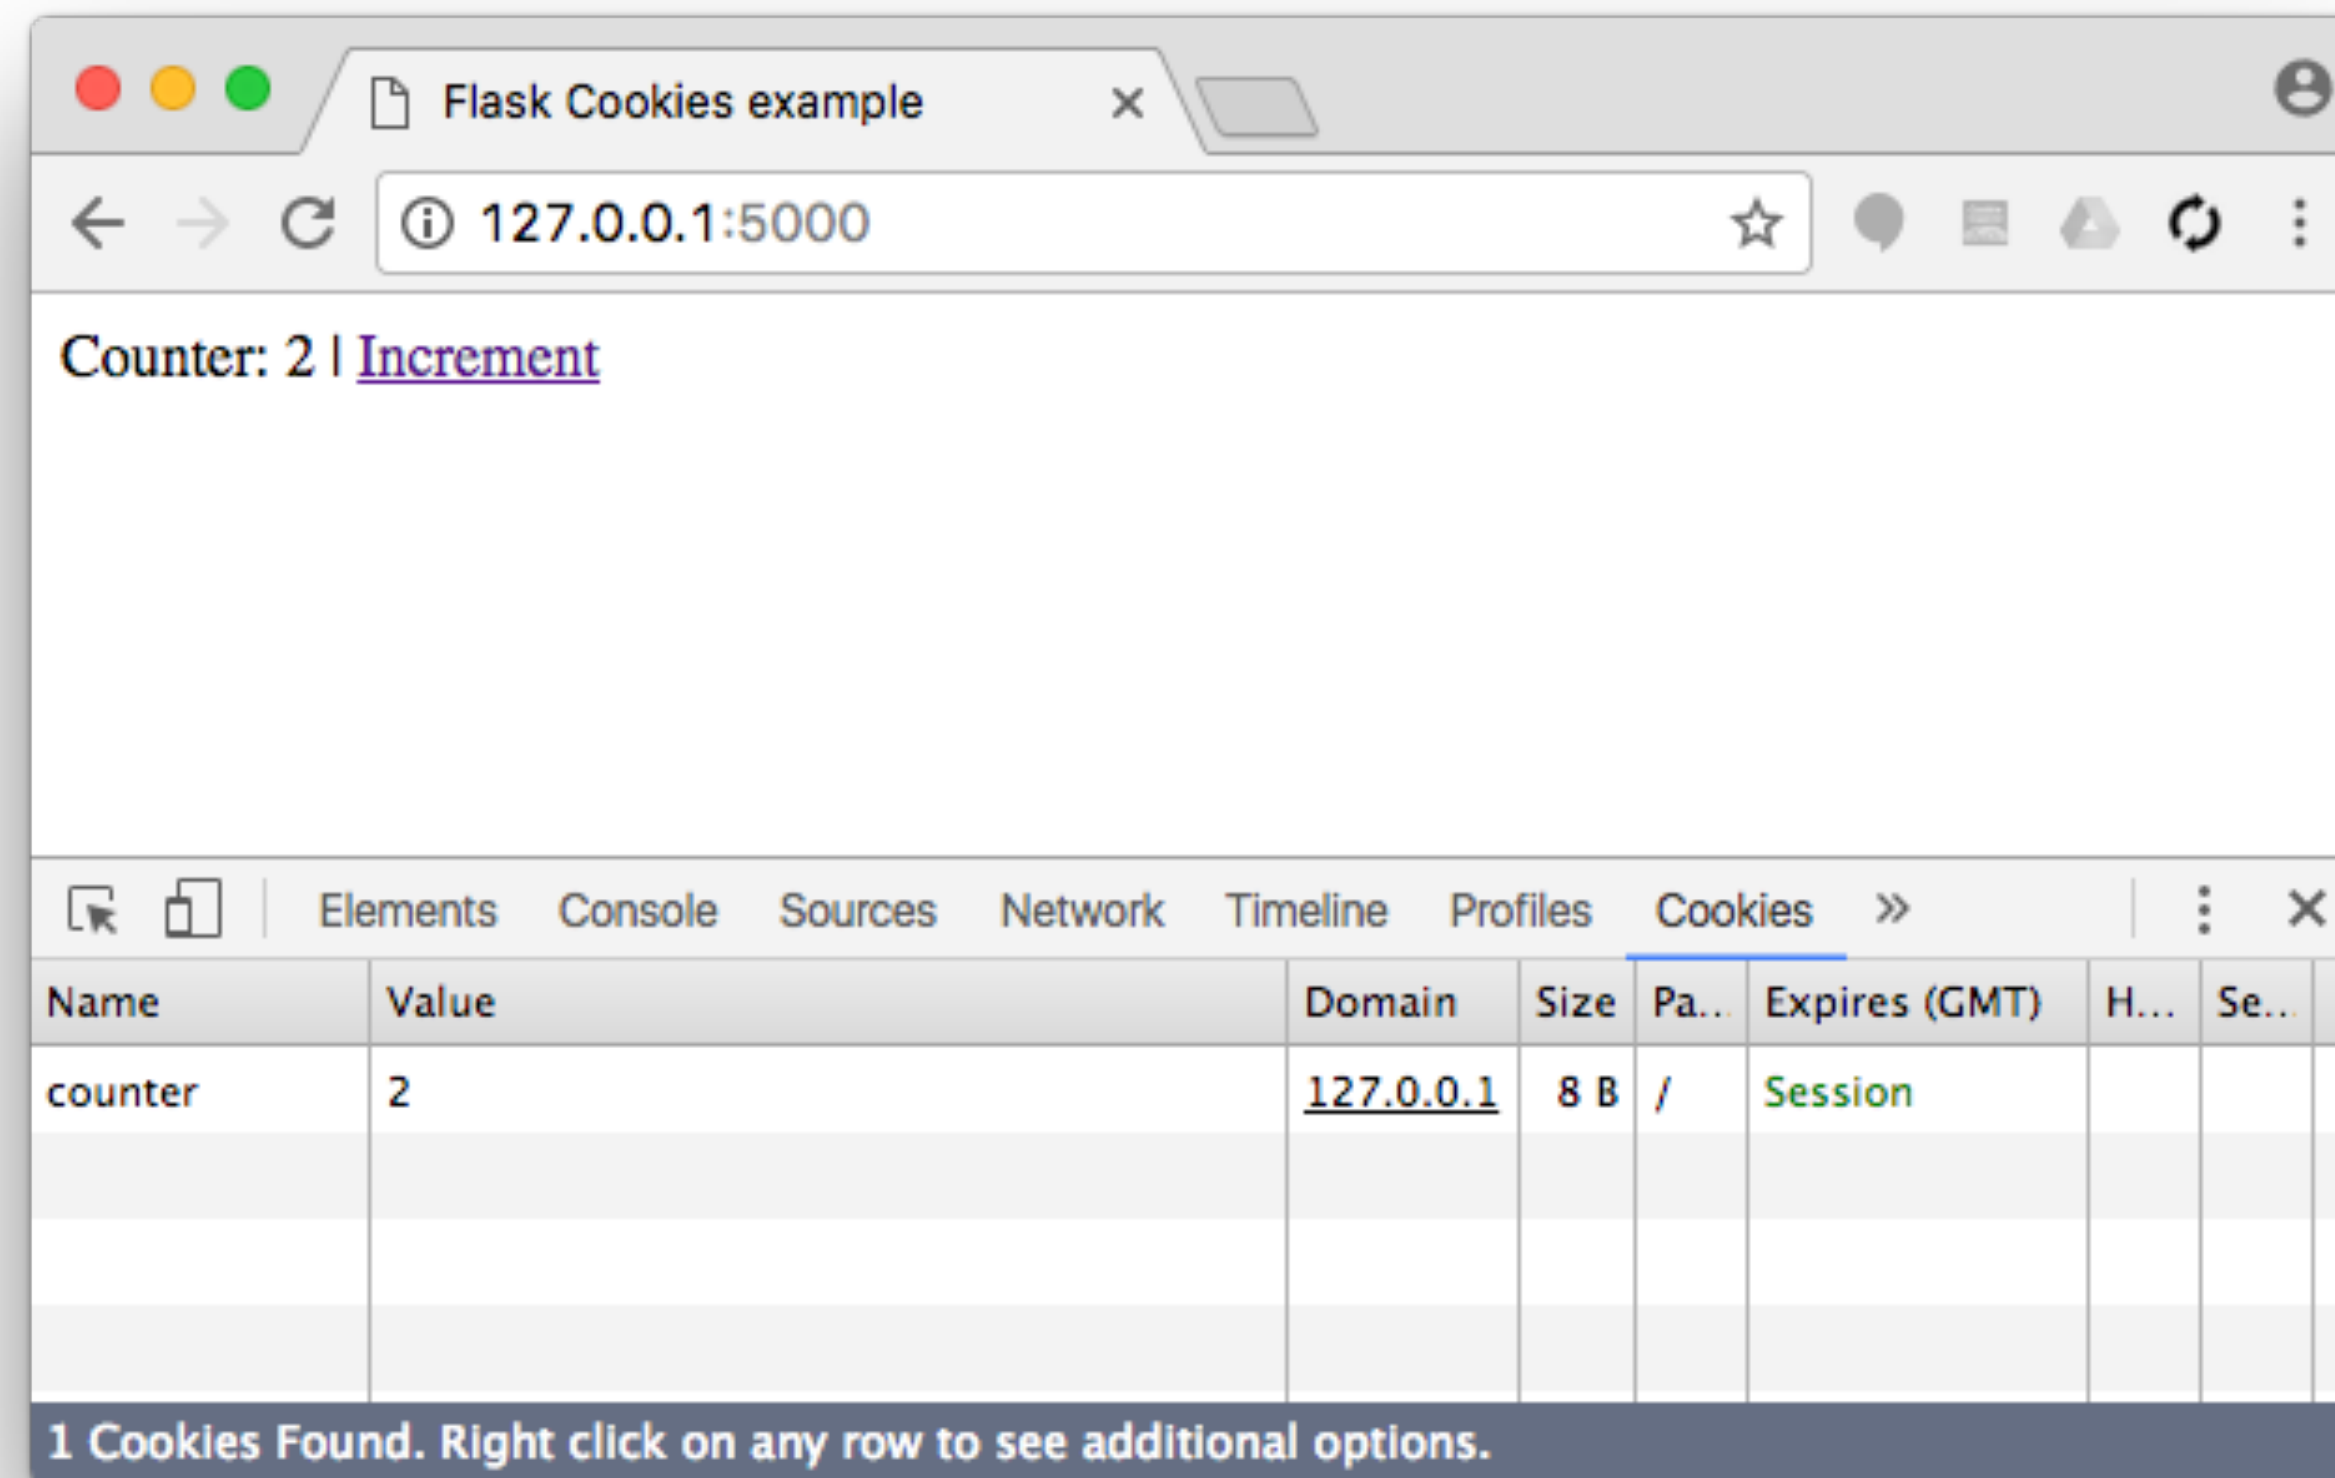 Flask Cookies example
127.0.0.1:5000
Counter: 2 | Increment
Elements Console Sources Network Timeline Profiles Cookies »
Name Value Domain Size Pa... Expires (GMT) H... Se...
counter 2 127.0.0.1 8 B / Session
1 Cookies Found. Right click on any row to see additional options.